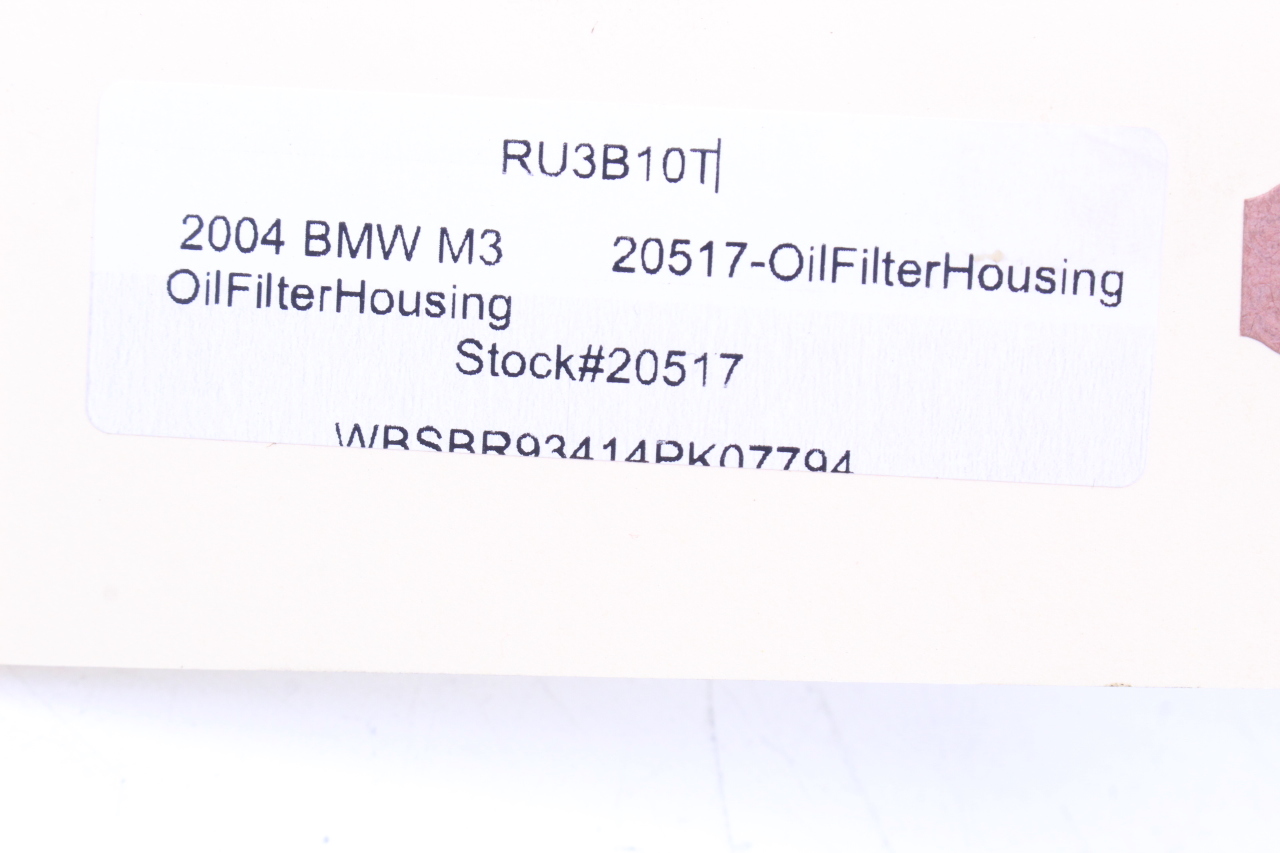 RU3B10T|
2004 BMW M3 20517-OilFilterHousing
OilFilterHousing
Stock#20517